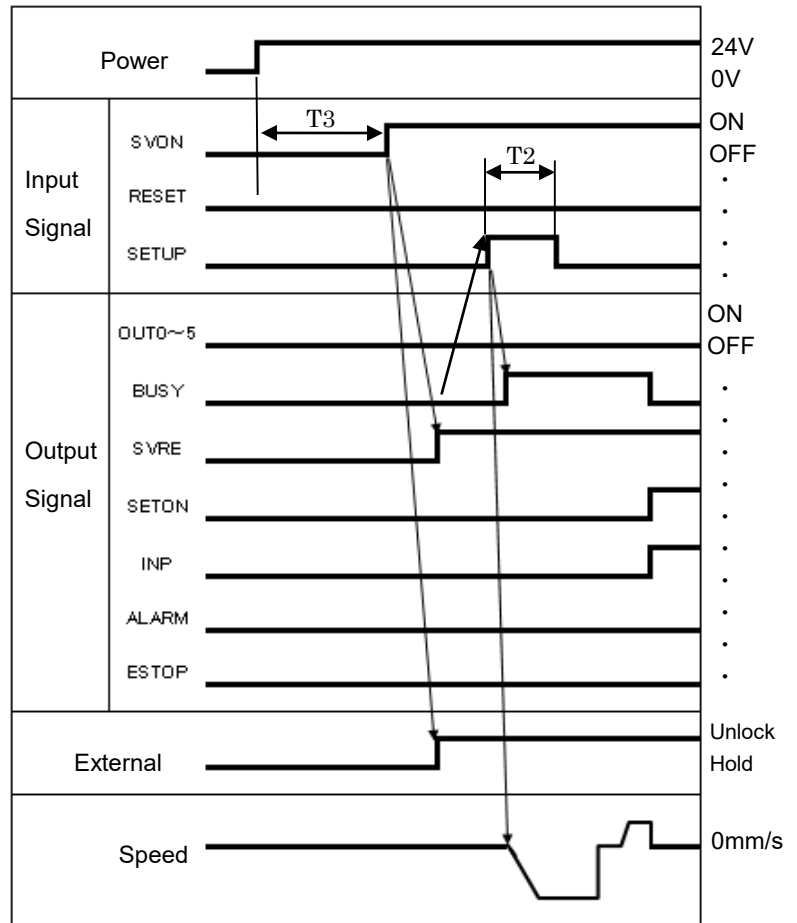 Power
24V
0V
T3
ON
SVON
OFF
T2
Input
Signal
RESET
SETUP
ON
OUT0～5
OFF
BUSY
Output
Signal
SVRE
SETON
INP
ALARM
ESTOP
Unlock
External
Hold
Speed
0mm/s